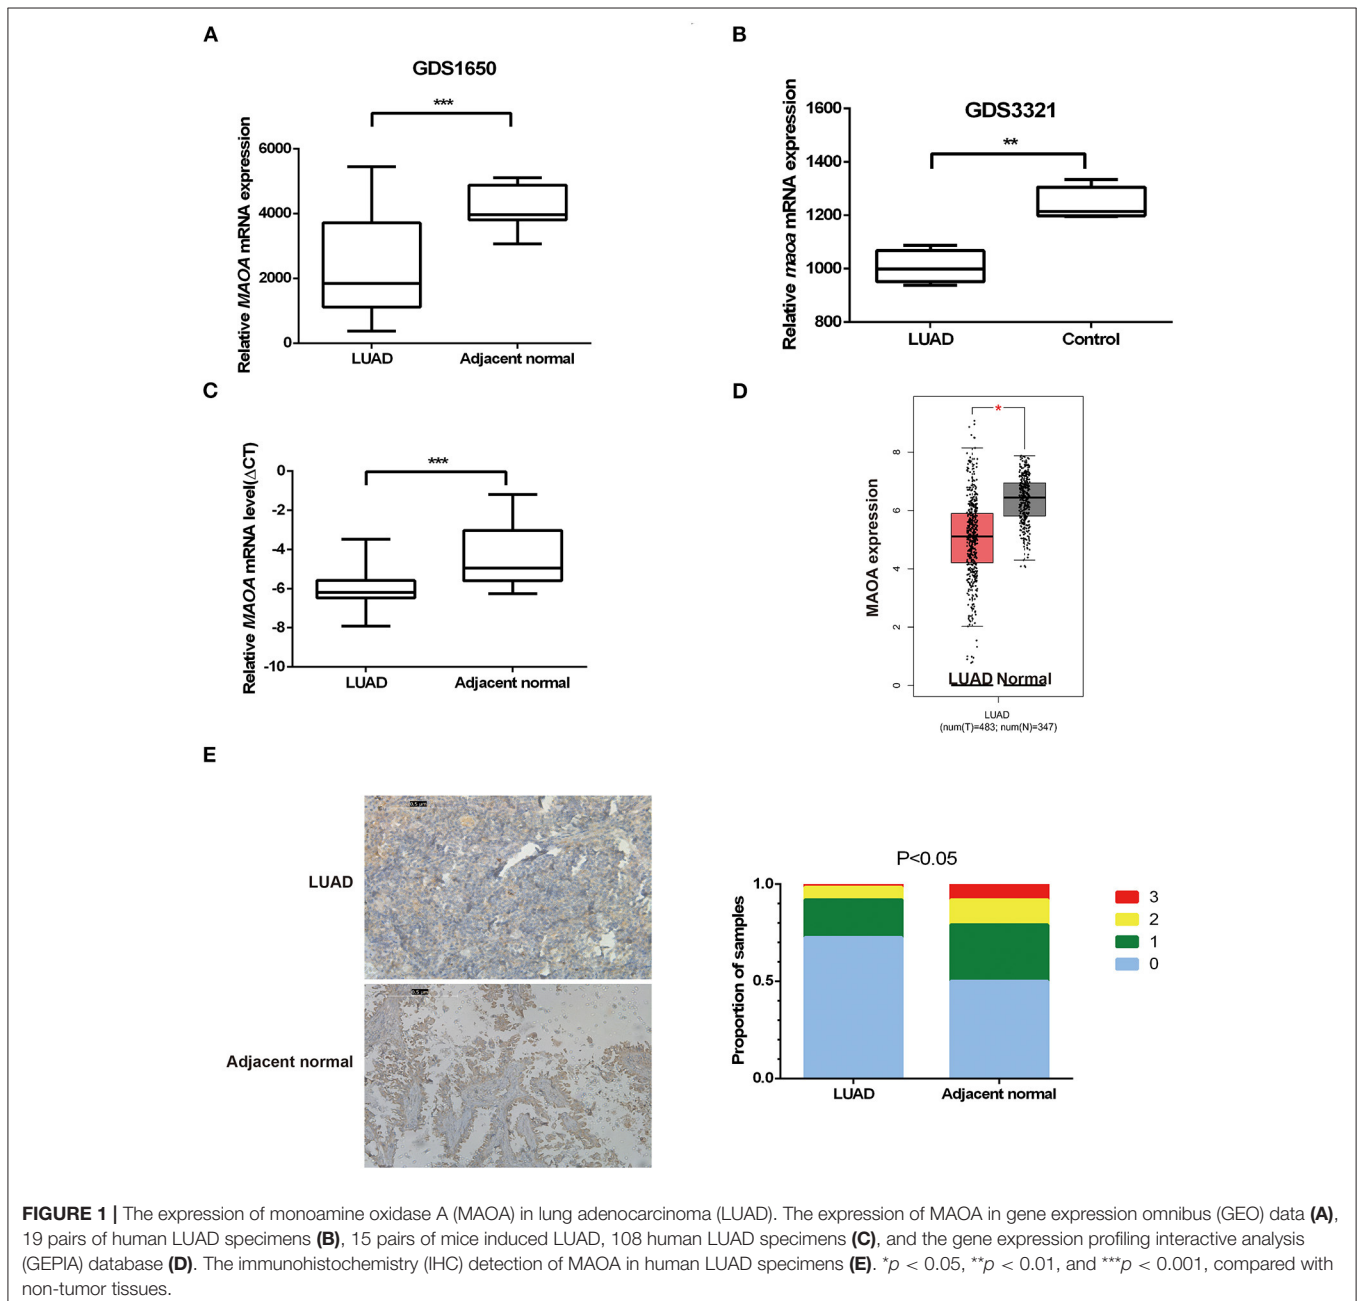 A
GDS1650
***
Relative MAOA mRNA expression
6000
4000
2000
0
LUAD Adjacent normal
B
GDS3321
**
Relative maoa mRNA expression
1600
1400
1200
1000
800
LUAD Control
C
***
Relative MAOA mRNA level(ΔCT)
0
-2
-4
-6
-8
-10
LUAD Adjacent normal
D
*
MAOA expression
8
6
4
2
0
LUAD Normal
LUAD
(num(T)=483; num(N)=347)
E
LUAD
0.5 μm
Adjacent normal
0.5 μm
P<0.05
Proportion of samples
1.0
0.5
0.0
LUAD Adjacent normal
3
2
1
0
FIGURE 1 | The expression of monoamine oxidase A (MAOA) in lung adenocarcinoma (LUAD). The expression of MAOA in gene expression omnibus (GEO) data (A),
19 pairs of human LUAD specimens (B), 15 pairs of mice induced LUAD, 108 human LUAD specimens (C), and the gene expression profiling interactive analysis
(GEPIA) database (D). The immunohistochemistry (IHC) detection of MAOA in human LUAD specimens (E). *p < 0.05, **p < 0.01, and ***p < 0.001, compared with
non-tumor tissues.